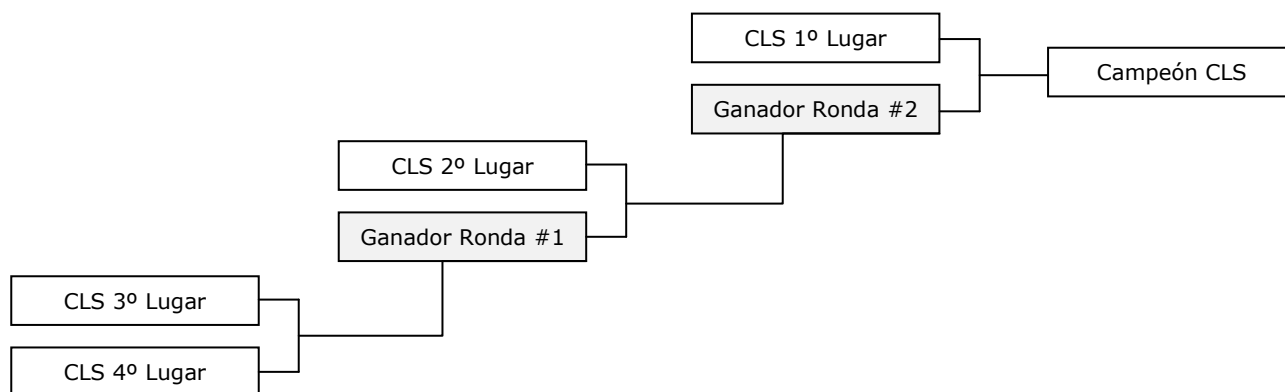 CLS 1º Lugar
Campeón CLS
Ganador Ronda #2
CLS 2º Lugar
Ganador Ronda #1
CLS 3º Lugar
CLS 4º Lugar